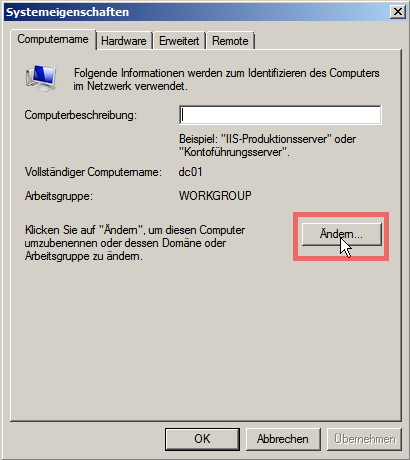 Systemeigenschaften
Computername Hardware Erweitert Remote
Folgende Informationen werden zum Identifizieren des Computers
im Netzwerk verwendet.
Computerbeschreibung:
Beispiel: "IIS-Produktionsserver" oder
"Kontoführungsserver".
Vollständiger Computername: dc01
Arbeitsgruppe: WORKGROUP
Klicken Sie auf "Ändern", um diesen Computer
umzubenennen oder dessen Domäne oder
Arbeitsgruppe zu ändern.
Ändern...
OK Abbrechen Übernehmen